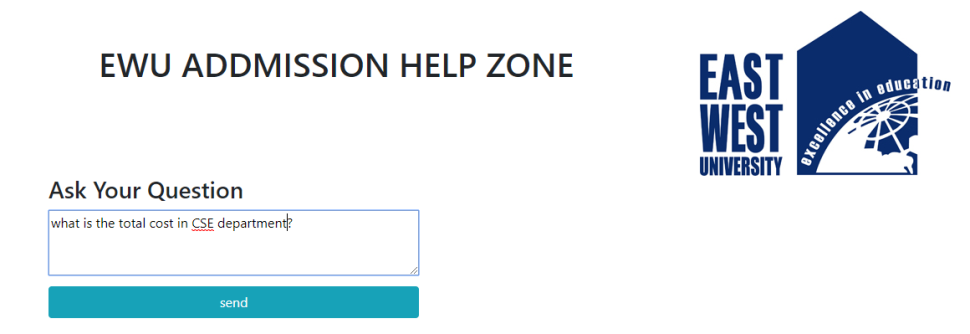 EWU ADDMISSION HELP ZONE
EAST
WEST
UNIVERSITY
excellence in education
Ask Your Question
what is the total cost in CSE department?
send